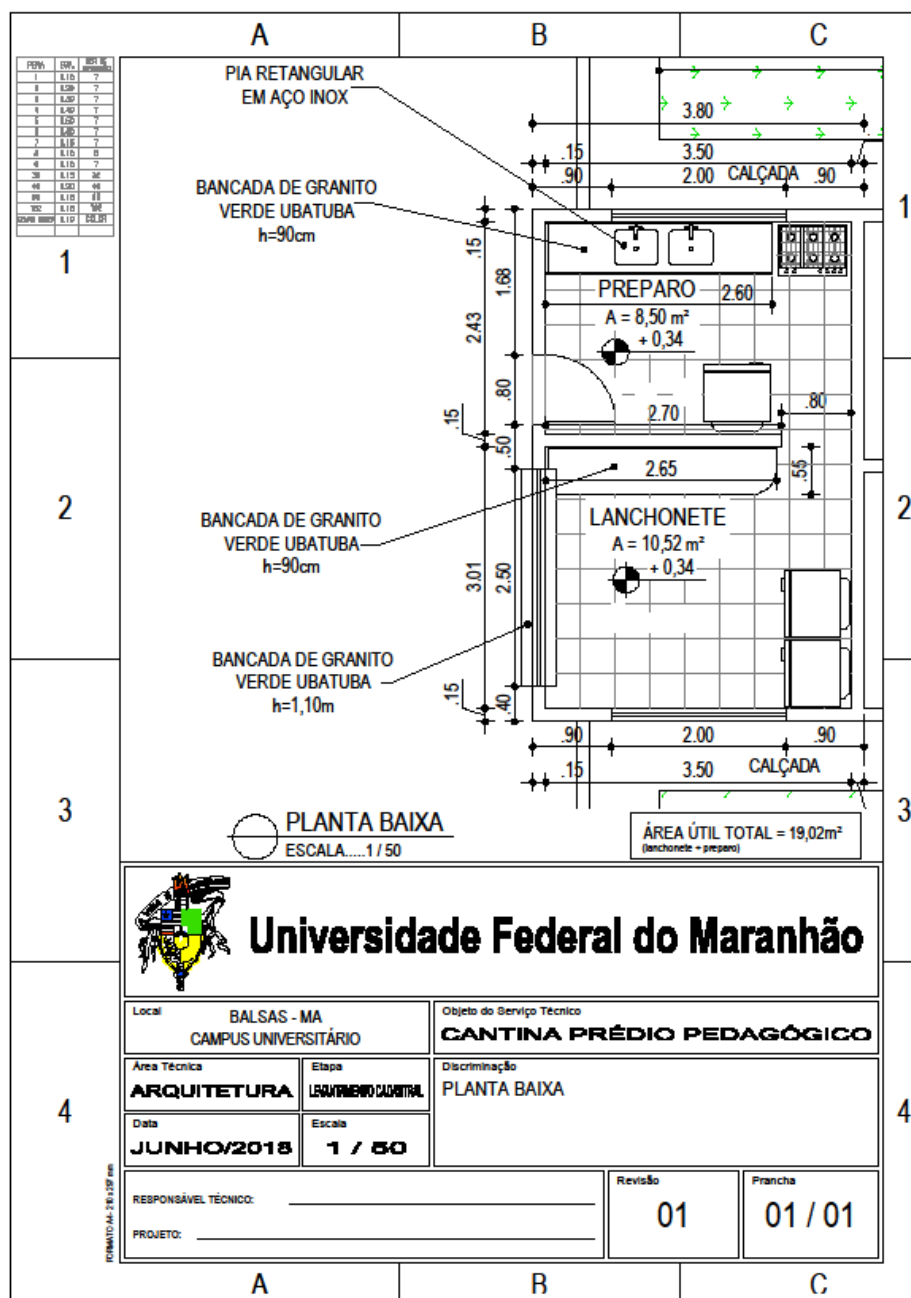 A
B
C
PIA RETANGULAR
EM AÇO INOX
3.80
.15
3.50
.90
2.00
CALÇADA
.90
BANCADA DE GRANITO
VERDE UBATUBA
h=90cm
1
1
.15
1.68
2.43
.80
.15
.50
PREPARO
2.60
A = 8,50 m²
+ 0,34
2.70
.80
2.65
.55
2
2
BANCADA DE GRANITO
VERDE UBATUBA
h=90cm
LANCHONETE
A = 10,52 m²
+ 0,34
3.01
2.50
BANCADA DE GRANITO
VERDE UBATUBA
h=1,10m
.15
.40
.90
2.00
.90
.15
3.50
CALÇADA
3
3
PLANTA BAIXA
ESCALA.....1 / 50
ÁREA ÚTIL TOTAL = 19,02m²
(lanchonete + preparo)
Universidade Federal do Maranhão
Local
BALSAS - MA
CAMPUS UNIVERSITÁRIO
Objeto do Serviço Técnico
CANTINA PRÉDIO PEDAGÓGICO
Área Técnica
ARQUITETURA
Etapa
LEVANTAMENTO CADASTRAL
Discriminação
PLANTA BAIXA
4
4
Data
JUNHO/2018
Escala
1 / 50
RESPONSÁVEL TÉCNICO:
PROJETO:
Revisão
01
Prancha
01 / 01
FORMATO A4 - 210 x 297 mm
A
B
C